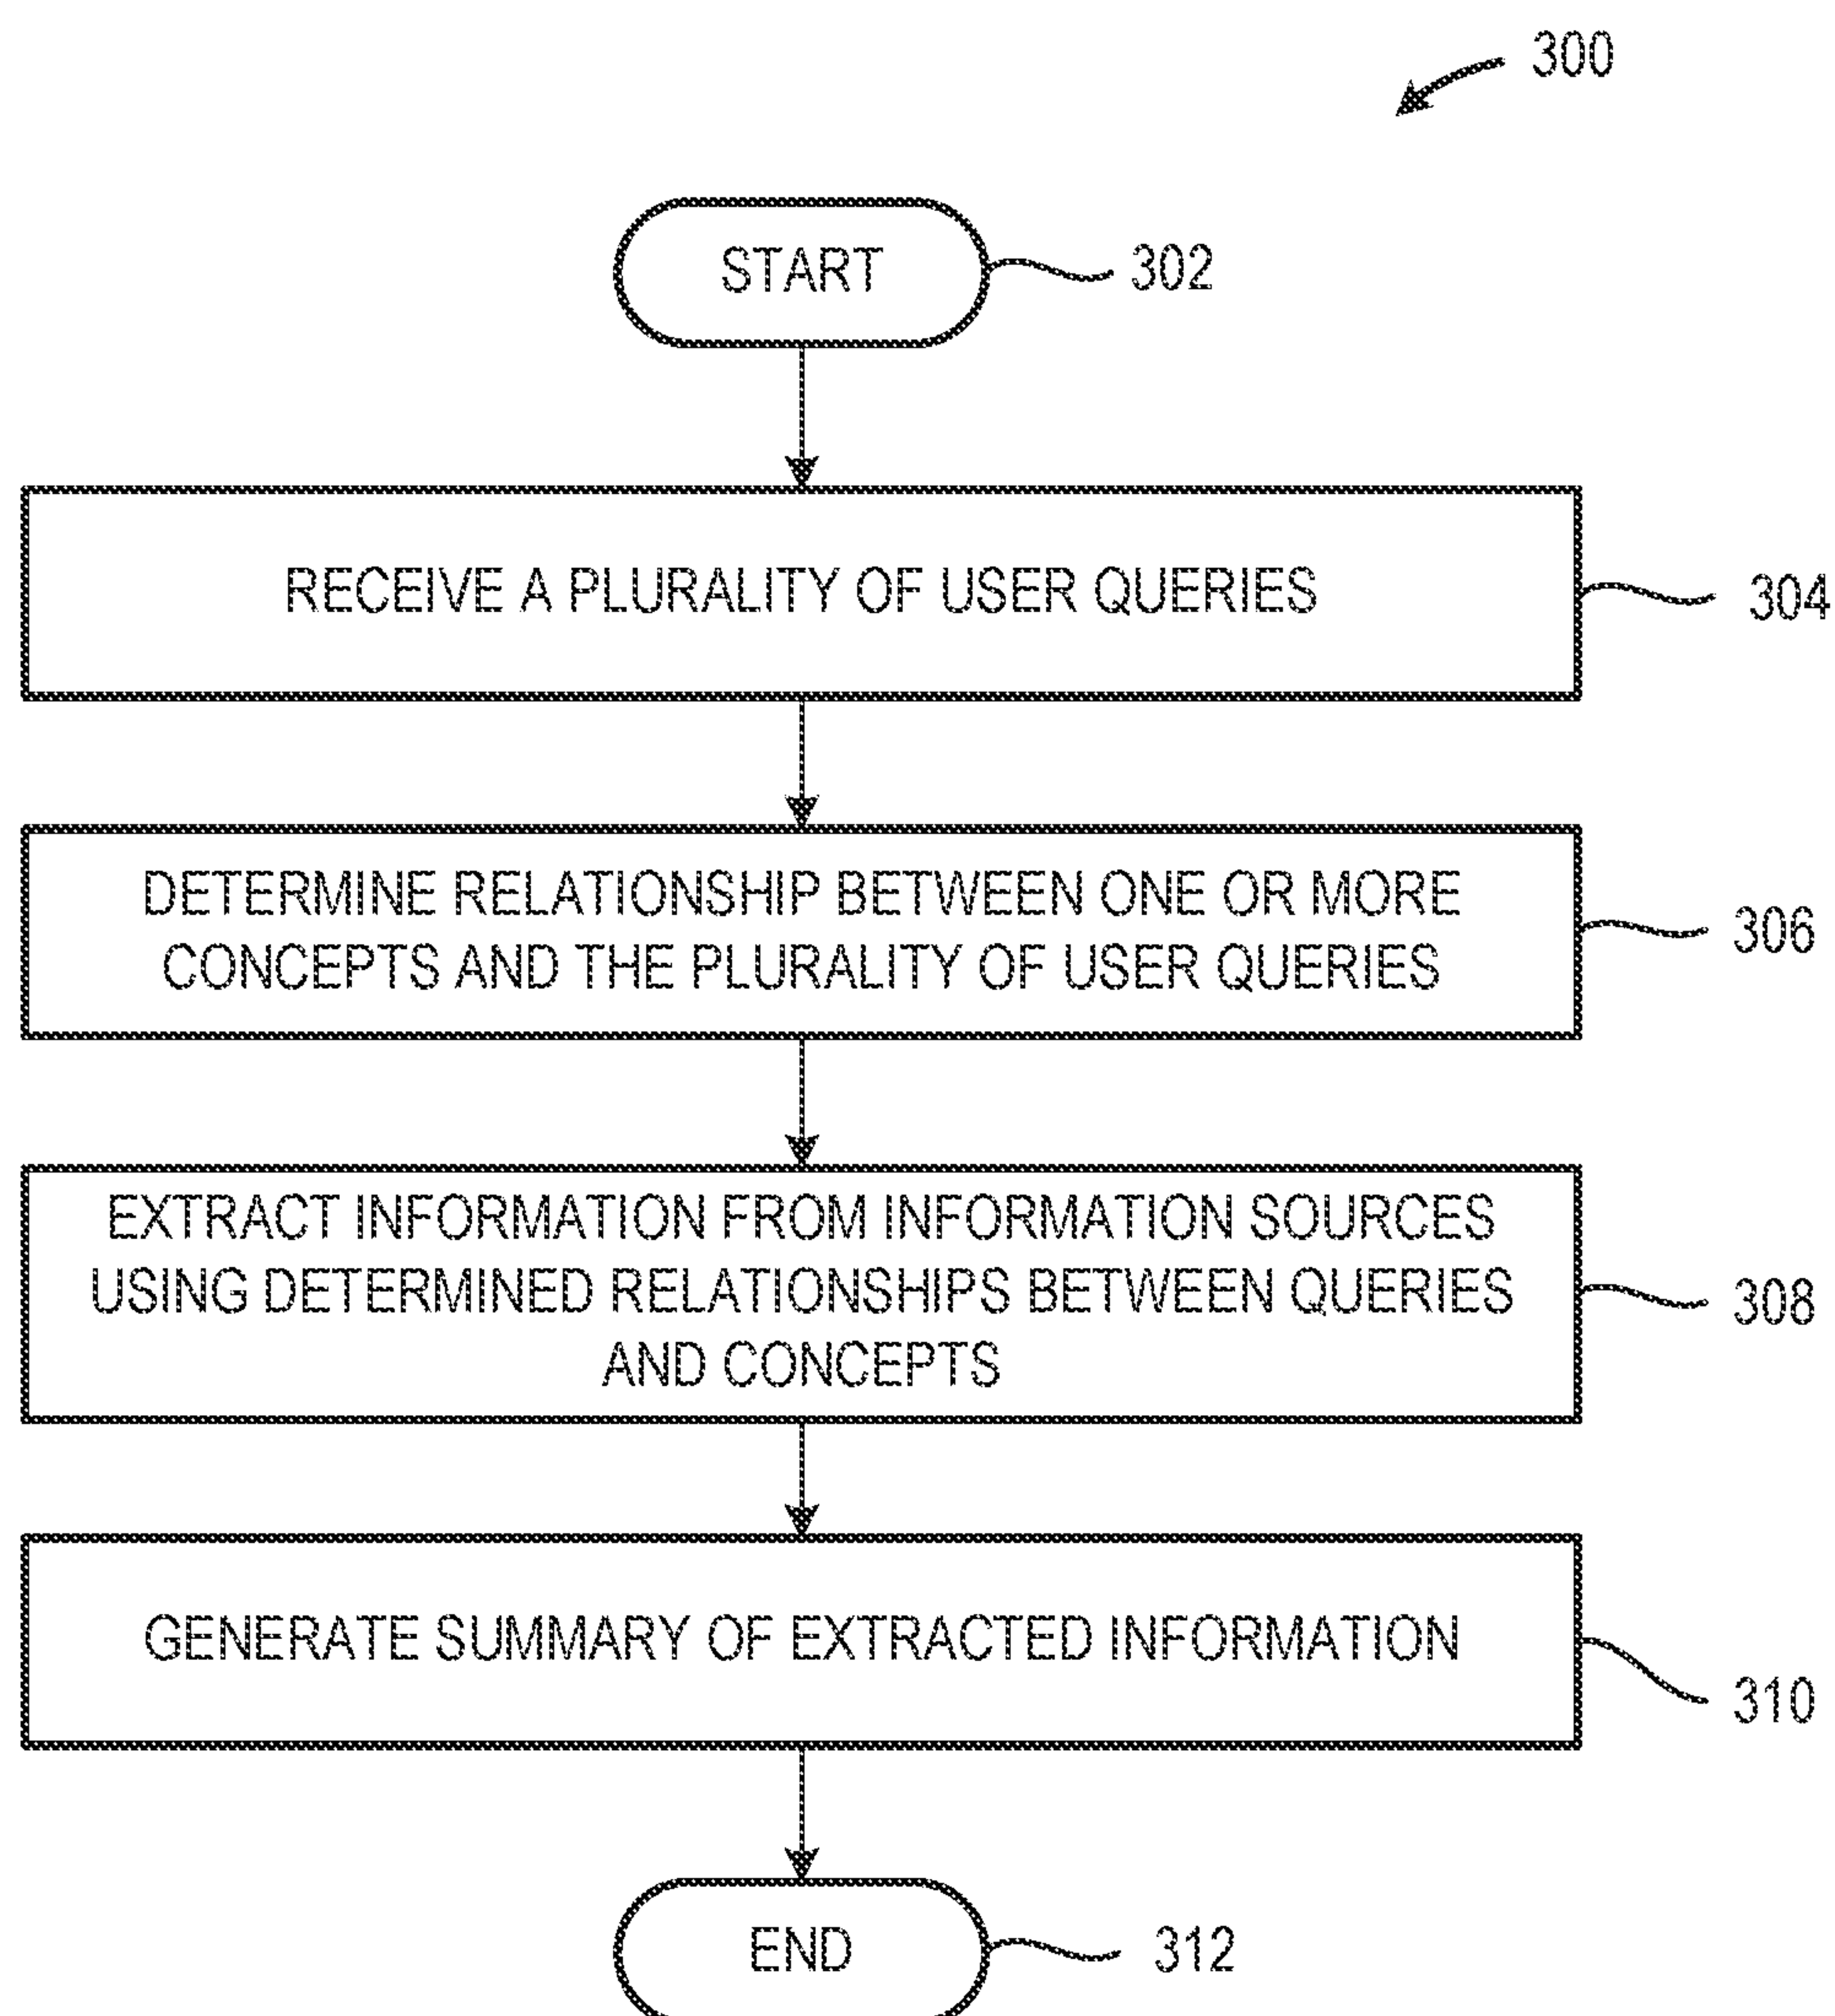 300
START
302
RECEIVE A PLURALITY OF USER QUERIES
304
DETERMINE RELATIONSHIP BETWEEN ONE OR MORE
CONCEPTS AND THE PLURALITY OF USER QUERIES
306
EXTRACT INFORMATION FROM INFORMATION SOURCES
USING DETERMINED RELATIONSHIPS BETWEEN QUERIES
AND CONCEPTS
308
GENERATE SUMMARY OF EXTRACTED INFORMATION
310
END
312